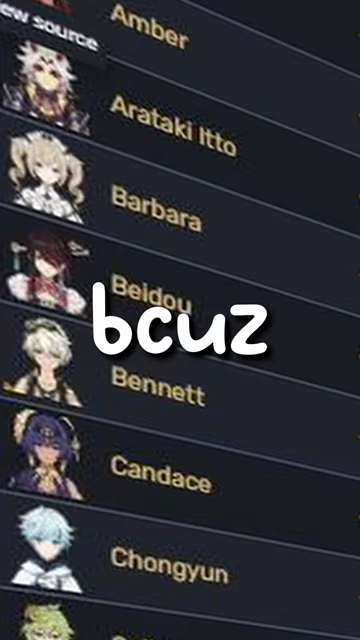 ew source
Amber
Arataki Itto
Barbara
Beidou
bcuz
Bennett
Candace
Chongyun